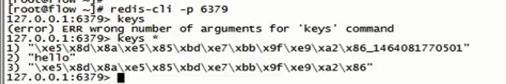 [root@flow ~]# redis-cli -p 6379
127.0.0.1:6379> keys
(error) ERR wrong number of arguments for 'keys' command
127.0.0.1:6379> keys *
1) "\xe5\x8d\x8a\xe5\x85\xbd\xe7\xbb\x9f\xe9\xa2\x86_1464081770501"
2) "hello"
3) "\xe5\x8d\x8a\xe5\x85\xbd\xe7\xbb\x9f\xe9\xa2\x86"
127.0.0.1:6379>